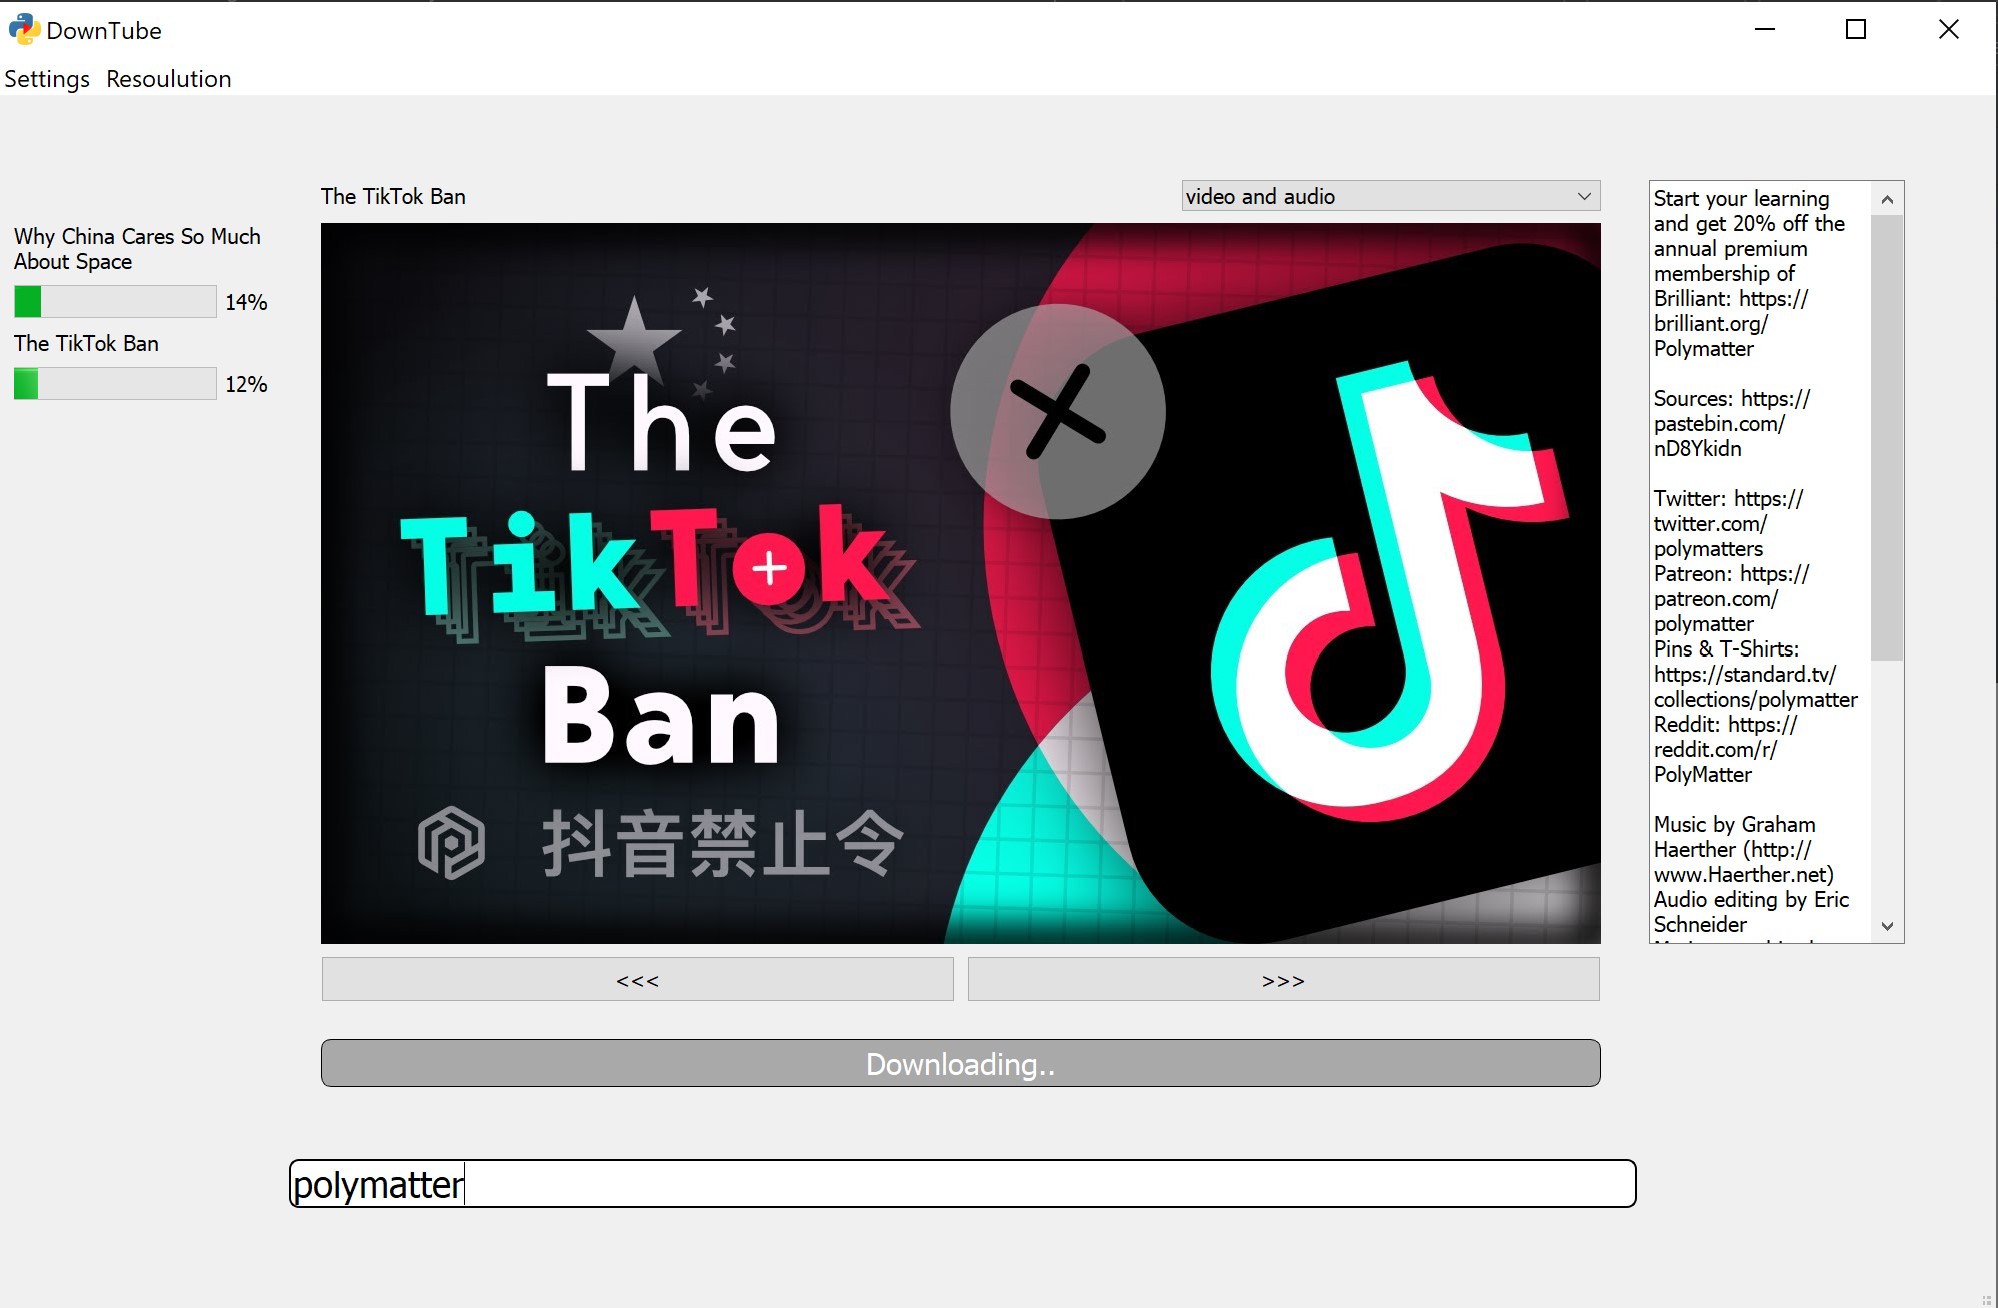 DownTube
Settings Resoulution
The TikTok Ban
video and audio
Why China Cares So Much
About Space
14%
The TikTok Ban
12%
The
TikTok
Ban
抖音禁止令
Start your learning
and get 20% off the
annual premium
membership of
Brilliant: https://
brilliant.org/
Polymatter
Sources: https://
pastebin.com/
nD8Ykidn
Twitter: https://
twitter.com/
polymatters
Patreon: https://
patreon.com/
polymatter
Pins & T-Shirts:
https://standard.tv/
collections/polymatter
Reddit: https://
reddit.com/r/
PolyMatter
Music by Graham
Haerther (http://
www.Haerther.net)
Audio editing by Eric
Schneider
<<<
>>>
Downloading..
polymatter